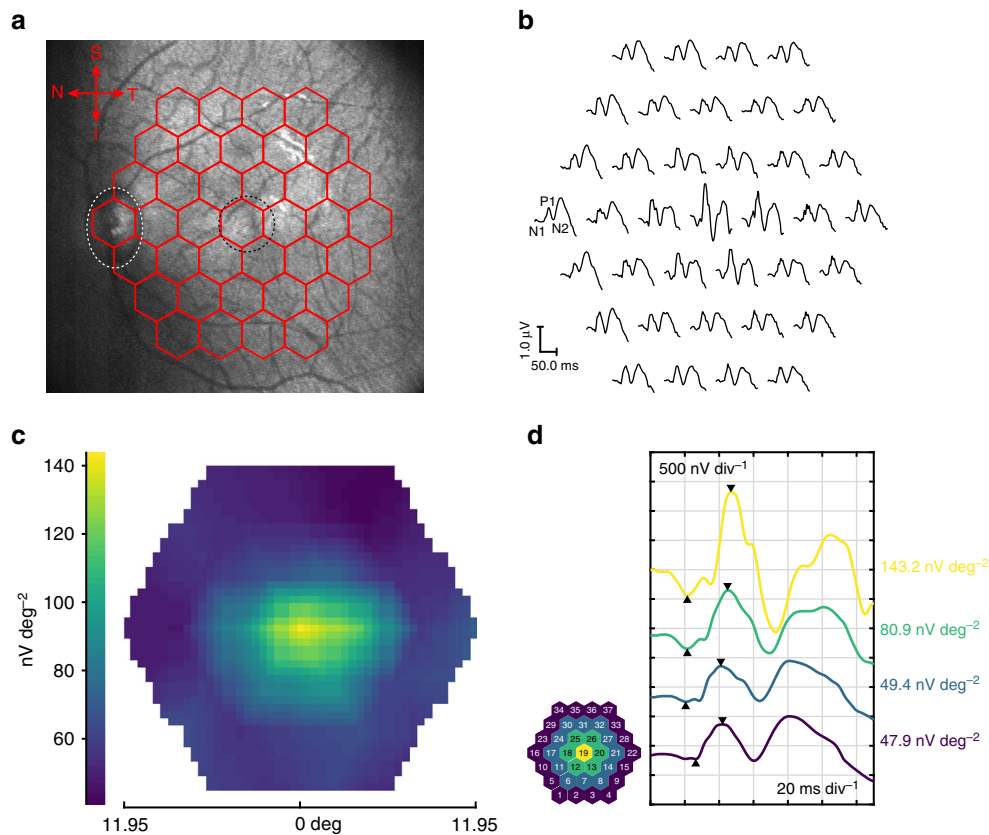 a
S
N T
I
b
P1
N1 N2
1.0 µV
50.0 ms
c
nV deg⁻²
140
120
100
80
60
11.95 0 deg 11.95
d
500 nV div⁻¹
143.2 nV deg⁻²
80.9 nV deg⁻²
49.4 nV deg⁻²
47.9 nV deg⁻²
20 ms div⁻¹
34 35 36 37
29 30 31 32 33
23 24 25 26 27 28
16 17 18 19 20 21 22
10 11 12 13 14 15
5 6 7 8 9
1 2 3 4